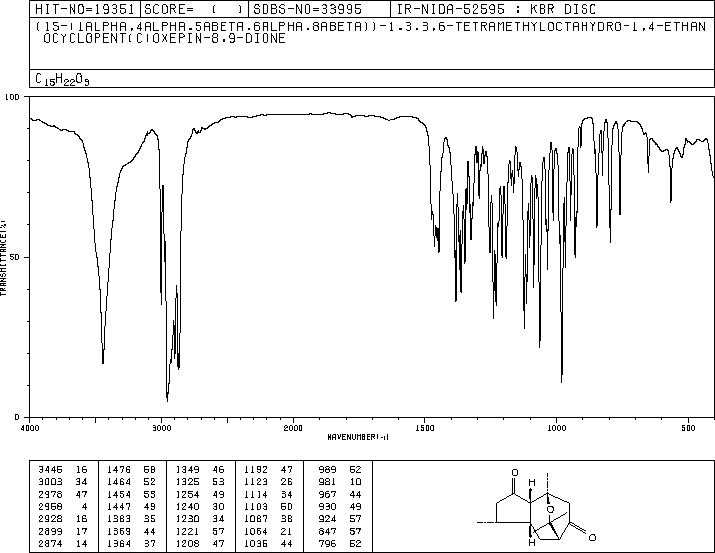 HIT-NO=19351 SCORE= ( ) SDBS-NO=33995 IR-NIDA-52595 : KBR DISC
(1S-(1ALPHA,4ALPHA,5ABETA,6ALPHA,8ABETA))-1,3,3,6-TETRAMETHYLOCTAHYDRO-1,4-ETHAN
OCYCLOPENT(C)OXEPIN-8,9-DIONE
C15H22O3
100
50
0
TRANSMITTANCE(%)
4000 3000 2000 1500 1000 500
WAVENUMBER(-1)
3445 16 1476 58 1349 46 1192 47 989 52
3003 34 1464 52 1325 53 1123 26 981 10
2978 47 1454 55 1254 49 1114 34 967 44
2958 4 1447 49 1240 30 1103 50 930 49
2928 16 1383 35 1230 34 1087 38 924 57
2899 17 1369 44 1221 57 1064 21 847 57
2874 14 1364 37 1208 47 1036 44 796 52
O
H
O
O
H